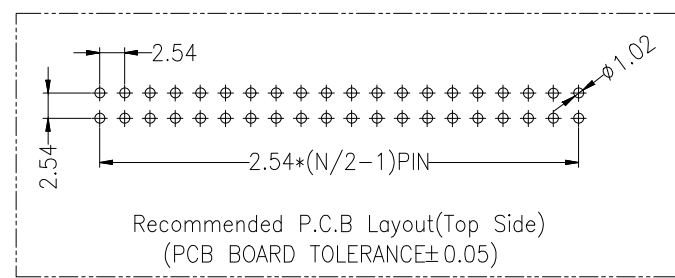 2.54
ø1.02
2.54
2.54*(N/2-1)PIN
Recommended P.C.B Layout(Top Side)
(PCB BOARD TOLERANCE±0.05)